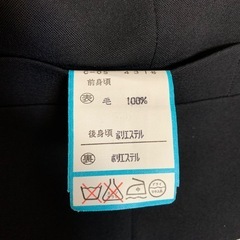 前身頃
表 毛 100%
後身頃 ポリエステル
裏 ポリエステル